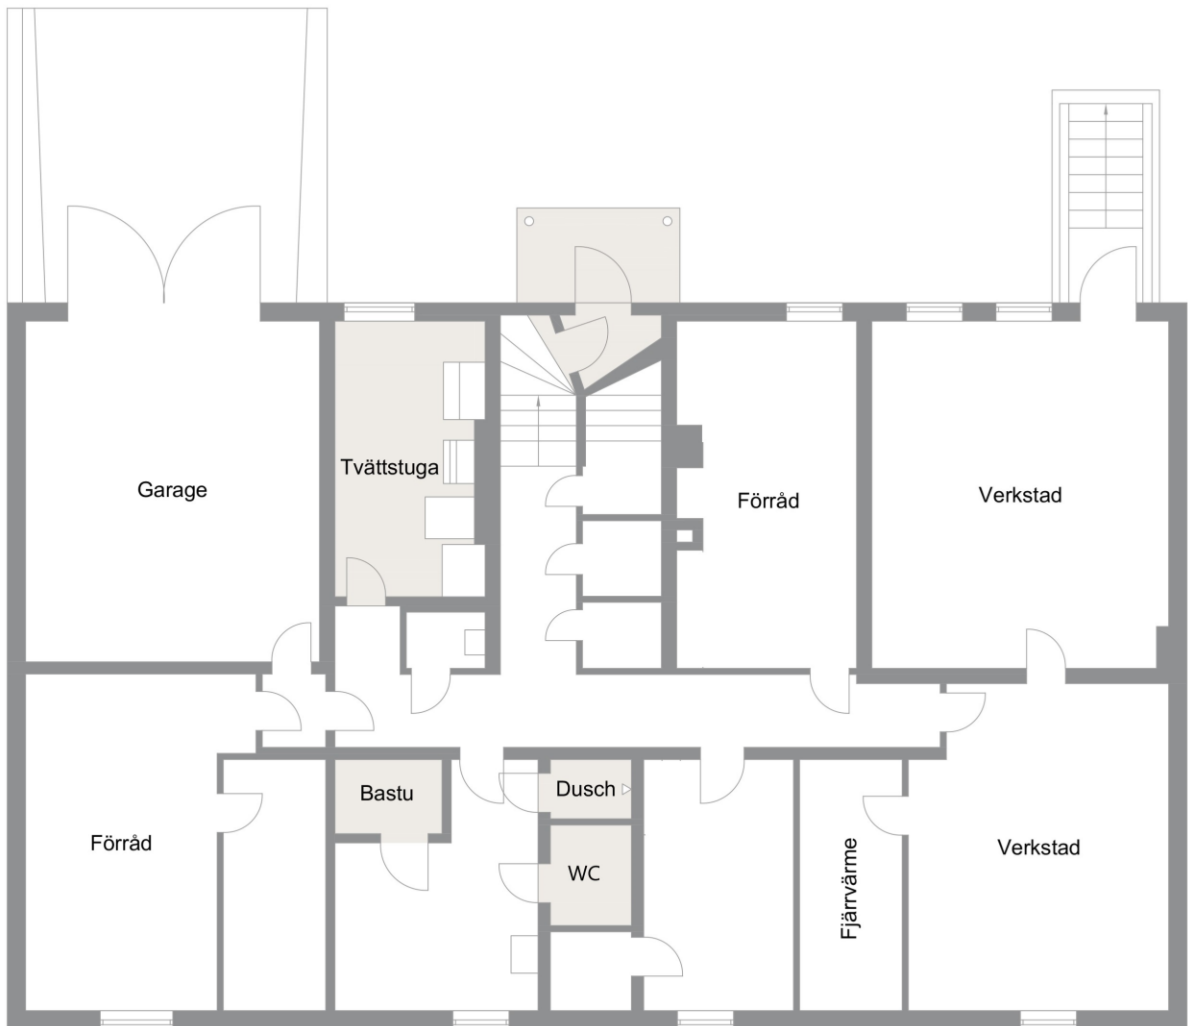 Tvättstuga
Garage
Förråd
Verkstad
Bastu
Dusch
Förråd
WC
Fjärrvärme
Verkstad